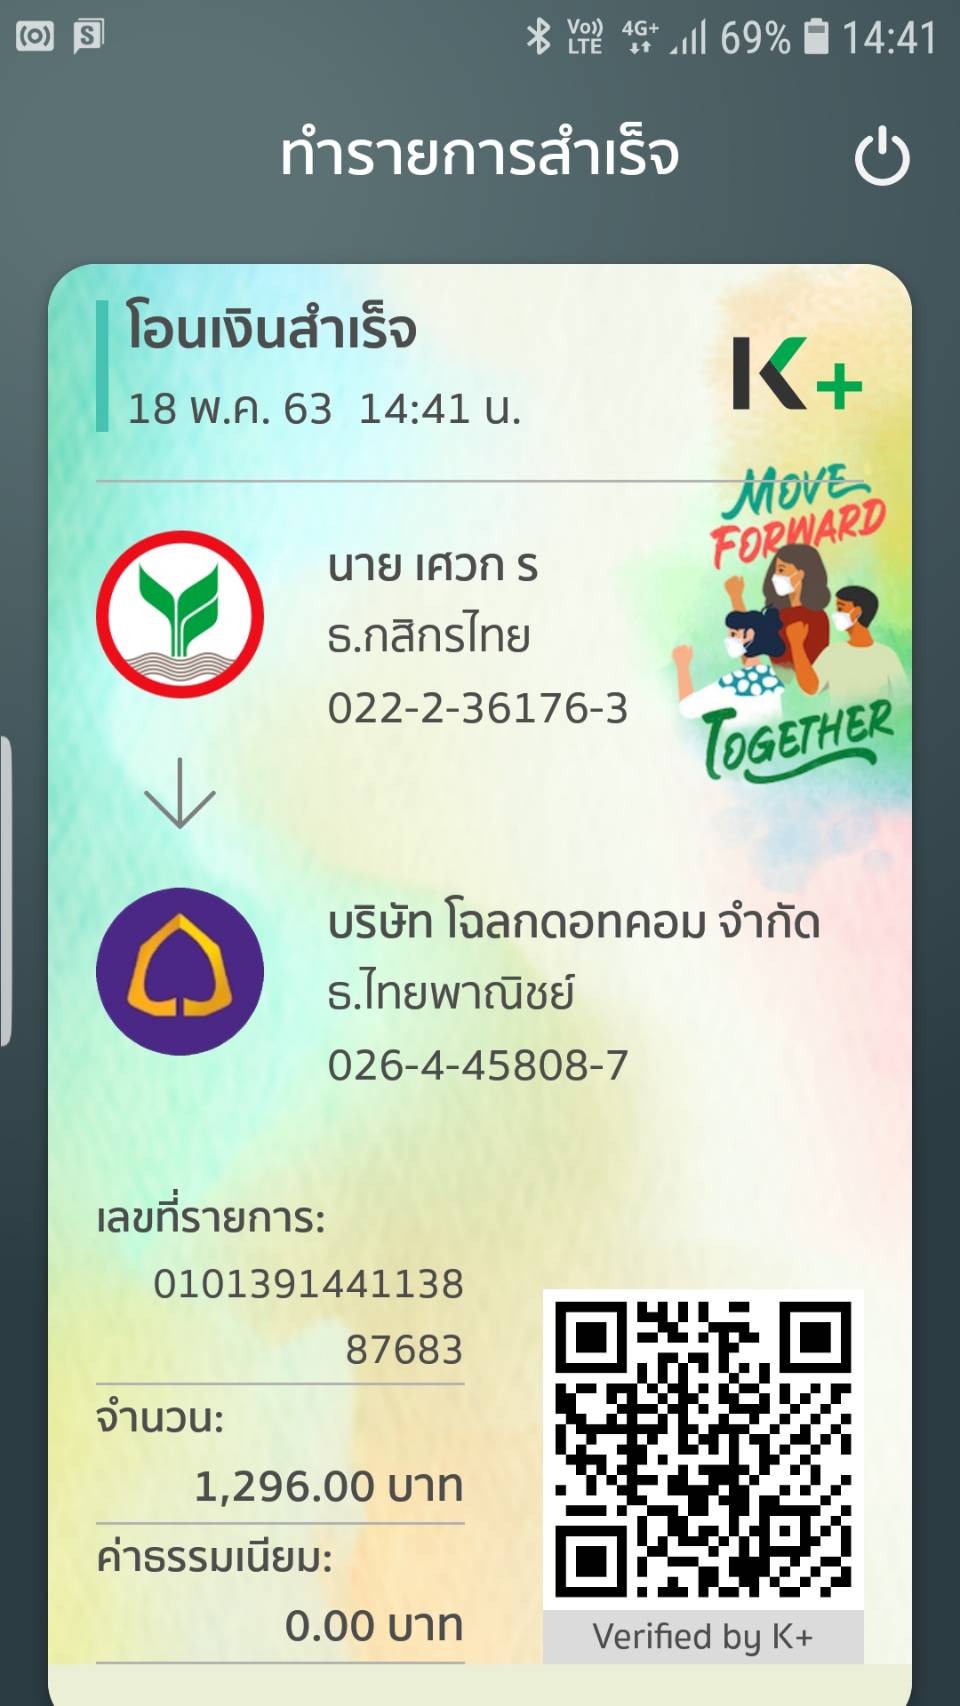 Vo)) LTE 4G+ 69% 14:41
ทำรายการสำเร็จ
โอนเงินสำเร็จ
18 พ.ค. 63 14:41 น.
K+
MOVE
FORWARD
TOGETHER
นาย เศวก ร
ธ.กสิกรไทย
022-2-36176-3
บริษัท โฉลกดอทคอม จำกัด
ธ.ไทยพาณิชย์
026-4-45808-7
เลขที่รายการ:
0101391441138
87683
จำนวน:
1,296.00 บาท
ค่าธรรมเนียม:
0.00 บาท
Verified by K+